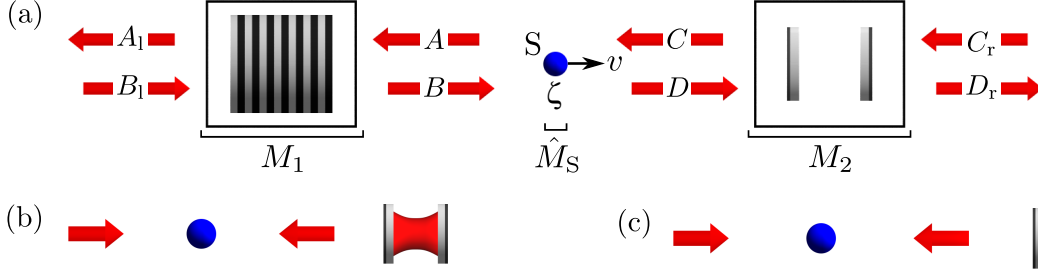 (a)
A_l A S C C_r
B_l B v D D_r
ζ
M_1 M̂_S M_2
(b) (c)